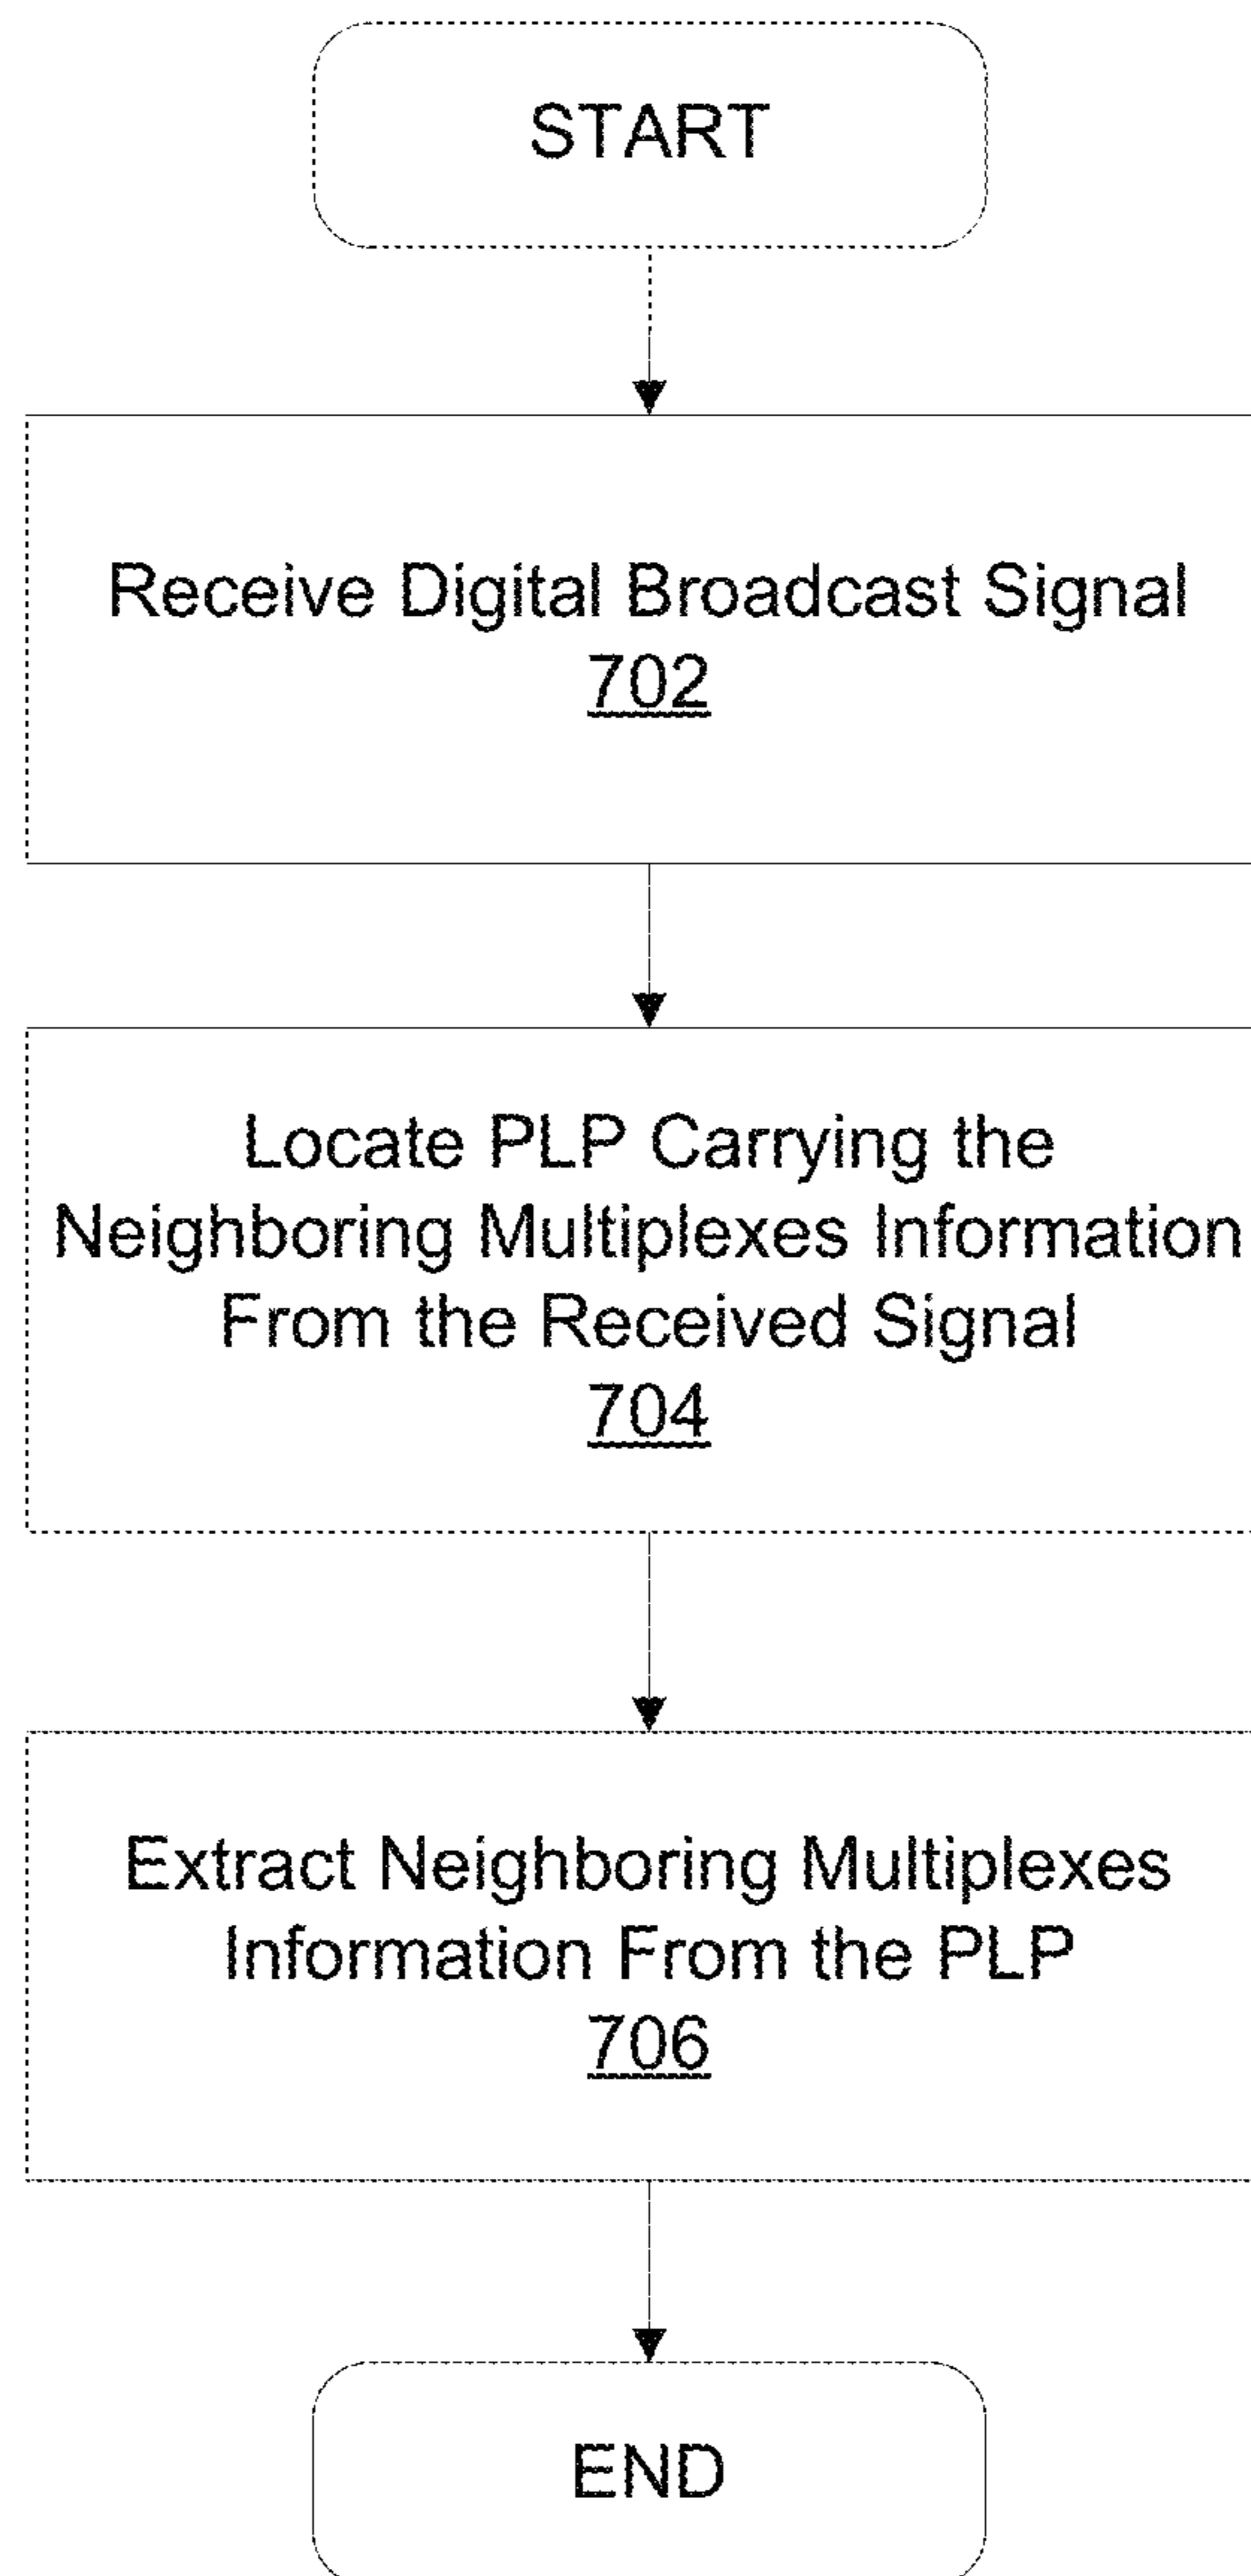 START
Receive Digital Broadcast Signal
702
Locate PLP Carrying the
Neighboring Multiplexes Information
From the Received Signal
704
Extract Neighboring Multiplexes
Information From the PLP
706
END